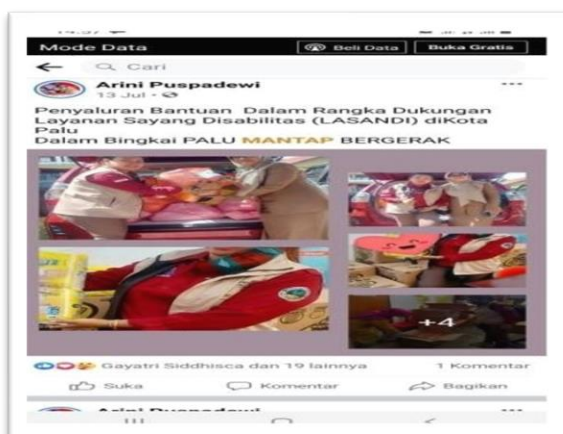 Mode Data
Beli Data
Buka Gratis
Cari
Arini Puspadewi
13 Jul
Penyaluran Bantuan Dalam Rangka Dukungan
Layanan Sayang Disabilitas (LASANDI) diKota
Palu
Dalam Bingkai PALU MANTAP BERGERAK
+4
Gayatri Siddhisca dan 19 lainnya
1 Komentar
Suka
Komentar
Bagikan
Arini Puspadewi